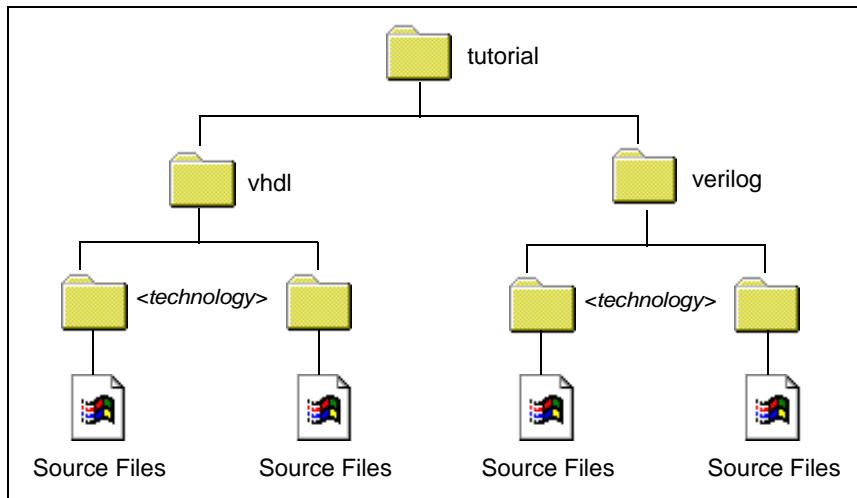 tutorial
vhdl
verilog
<technology>
<technology>
Source Files
Source Files
Source Files
Source Files